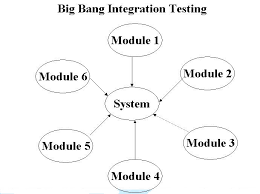 Big Bang Integration Testing
Module 1
Module 6
Module 2
System
Module 5
Module 3
Module 4